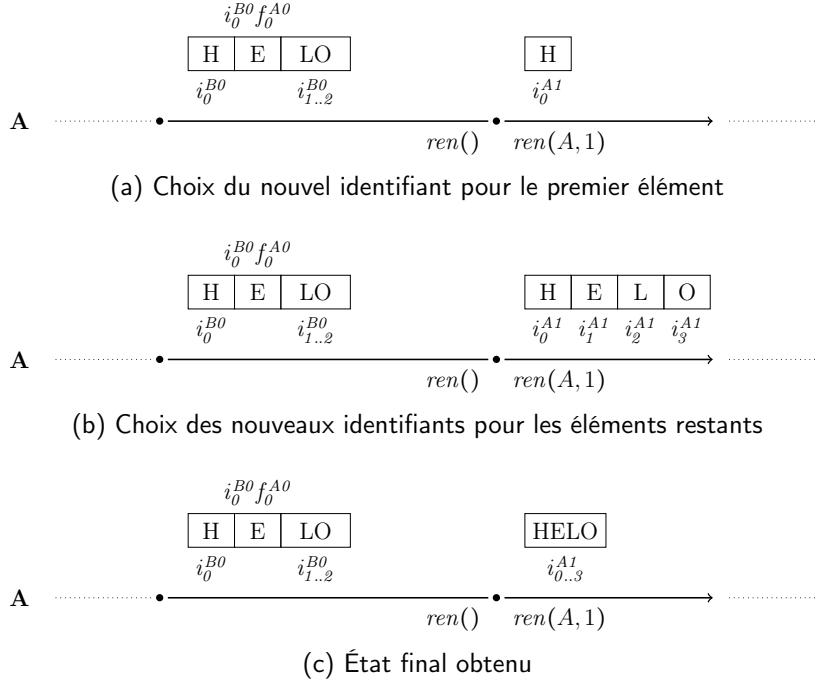 i_0^{B0} f_0^{A0}
H E LO H
i_0^{B0} i_{1..2}^{B0} i_0^{A1}
A
ren() ren(A, 1)
(a) Choix du nouvel identifiant pour le premier élément
i_0^{B0} f_0^{A0}
H E LO H E L O
i_0^{B0} i_{1..2}^{B0} i_0^{A1} i_1^{A1} i_2^{A1} i_3^{A1}
A
ren() ren(A, 1)
(b) Choix des nouveaux identifiants pour les éléments restants
i_0^{B0} f_0^{A0}
H E LO HELO
i_0^{B0} i_{1..2}^{B0} i_{0..3}^{A1}
A
ren() ren(A, 1)
(c) État final obtenu